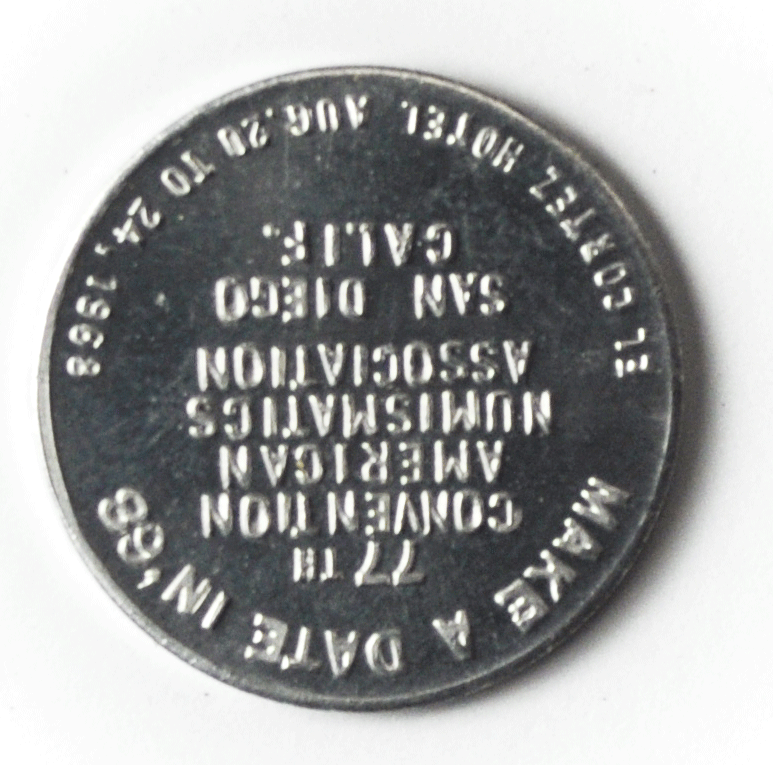 MAKE A DATE IN '68
77TH
CONVENTION
AMERICAN
NUMISMATICS
ASSOCIATION
SAN DIEGO
CALIF.
EL CORTEZ HOTEL, AUG. 20 TO 24, 1968